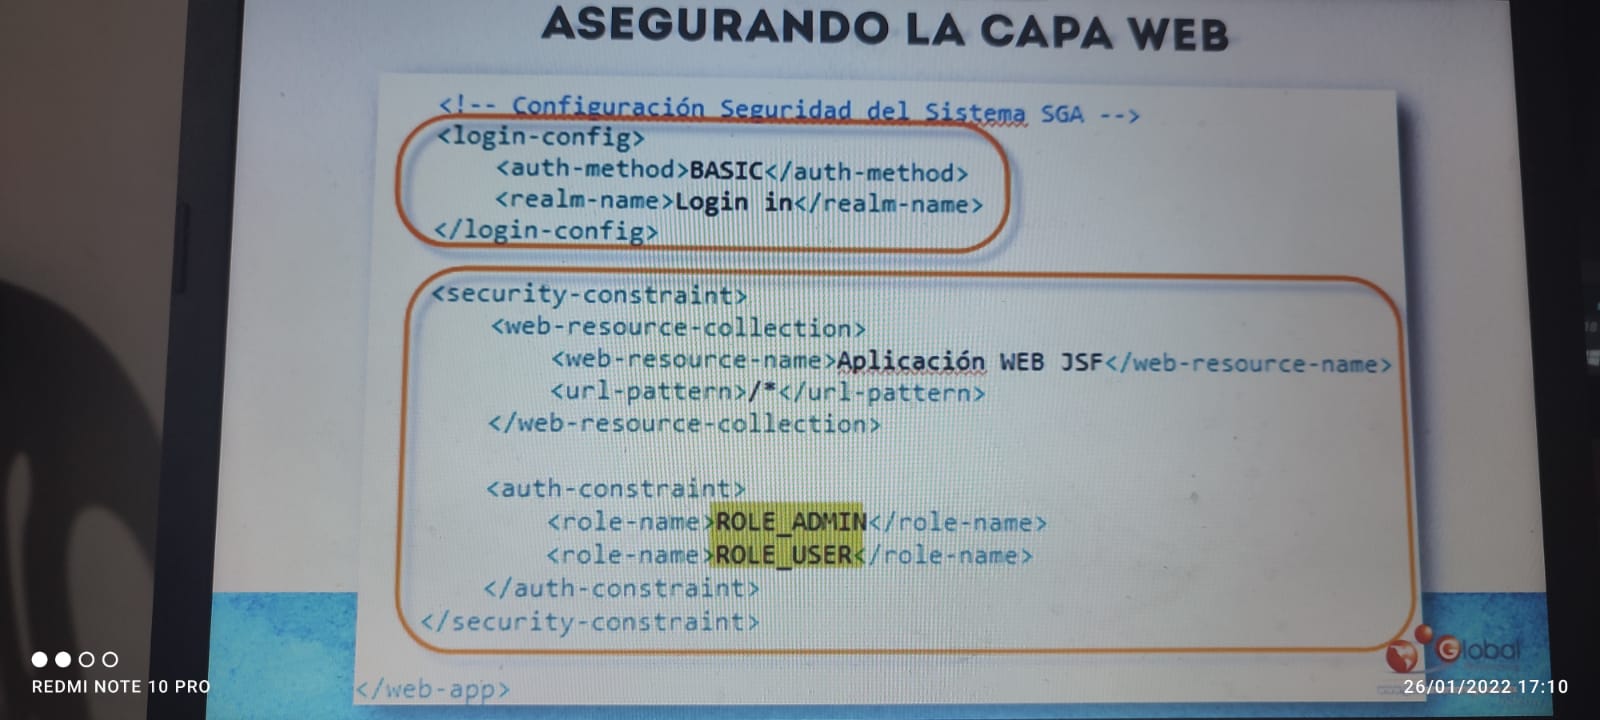 ASEGURANDO LA CAPA WEB
<!-- Configuración Seguridad del Sistema SGA -->
<login-config>
<auth-method>BASIC</auth-method>
<realm-name>Login in</realm-name>
</login-config>
<security-constraint>
<web-resource-collection>
<web-resource-name>Aplicación WEB JSF</web-resource-name>
<url-pattern>/*</url-pattern>
</web-resource-collection>
<auth-constraint>
<role-name>ROLE_ADMIN</role-name>
<role-name>ROLE_USER</role-name>
</auth-constraint>
</security-constraint>
</web-app>
Global
REDMI NOTE 10 PRO
26/01/2022 17:10